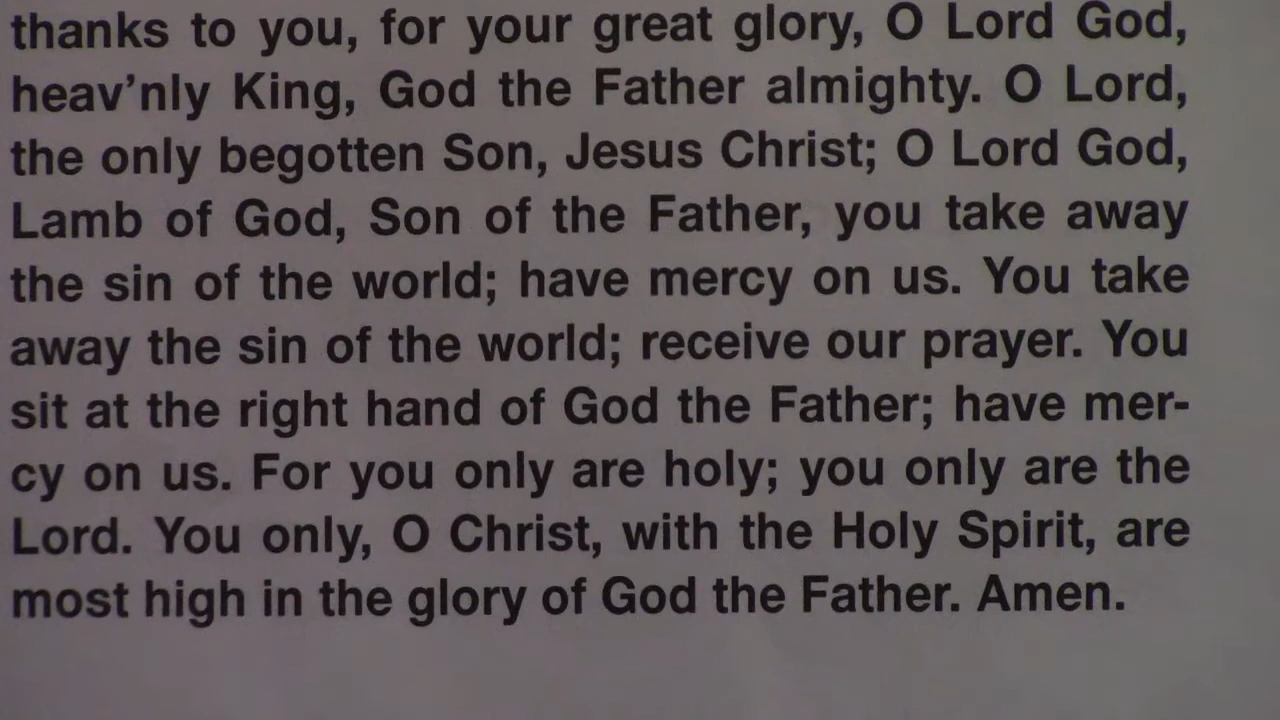 thanks to you, for your great glory, O Lord God,
heav’nly King, God the Father almighty. O Lord,
the only begotten Son, Jesus Christ; O Lord God,
Lamb of God, Son of the Father, you take away
the sin of the world; have mercy on us. You take
away the sin of the world; receive our prayer. You
sit at the right hand of God the Father; have mer-
cy on us. For you only are holy; you only are the
Lord. You only, O Christ, with the Holy Spirit, are
most high in the glory of God the Father. Amen.